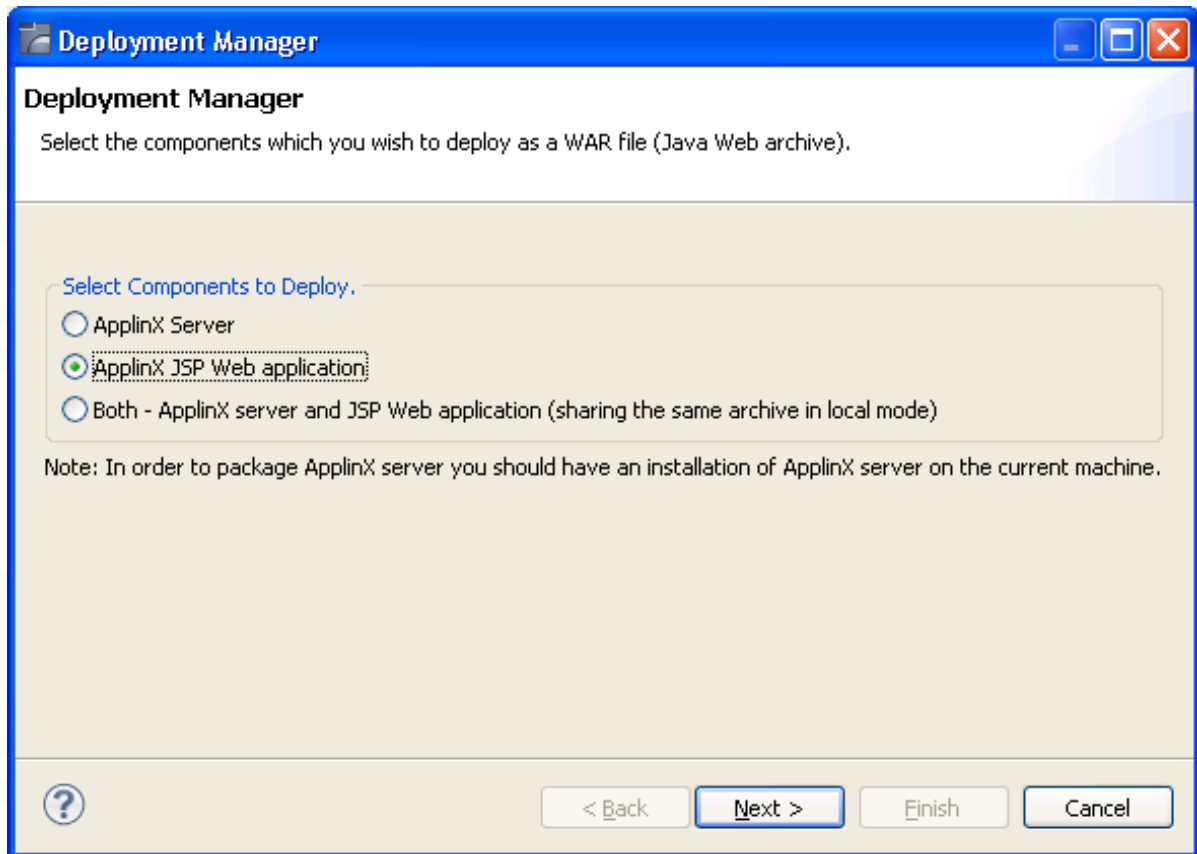 Deployment Manager
Deployment Manager
Select the components which you wish to deploy as a WAR file (Java Web archive).
Select Components to Deploy.
ApplinX Server
ApplinX JSP Web application
Both - ApplinX server and JSP Web application (sharing the same archive in local mode)
Note: In order to package ApplinX server you should have an installation of ApplinX server on the current machine.
? < Back Next > Finish Cancel